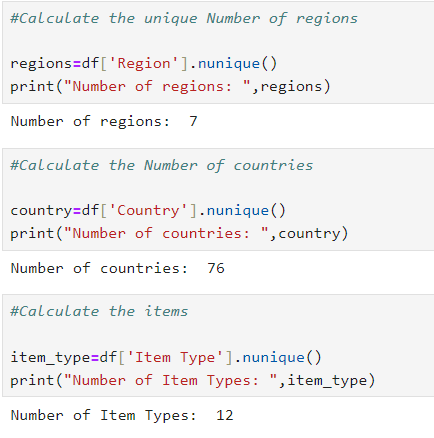 #Calculate the unique Number of regions
regions=df['Region'].nunique()
print("Number of regions: ",regions)
Number of regions:  7
#Calculate the Number of countries
country=df['Country'].nunique()
print("Number of countries: ",country)
Number of countries:  76
#Calculate the items
item_type=df['Item Type'].nunique()
print("Number of Item Types: ",item_type)
Number of Item Types:  12